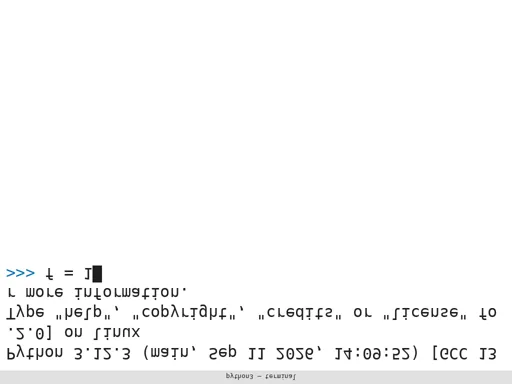 python3 — terminal
Python 3.12.3 (main, Sep 11 2026, 14:09:52) [GCC 13
.2.0] on linux
Type "help", "copyright", "credits" or "license" fo
r more information.
>>> f = 1